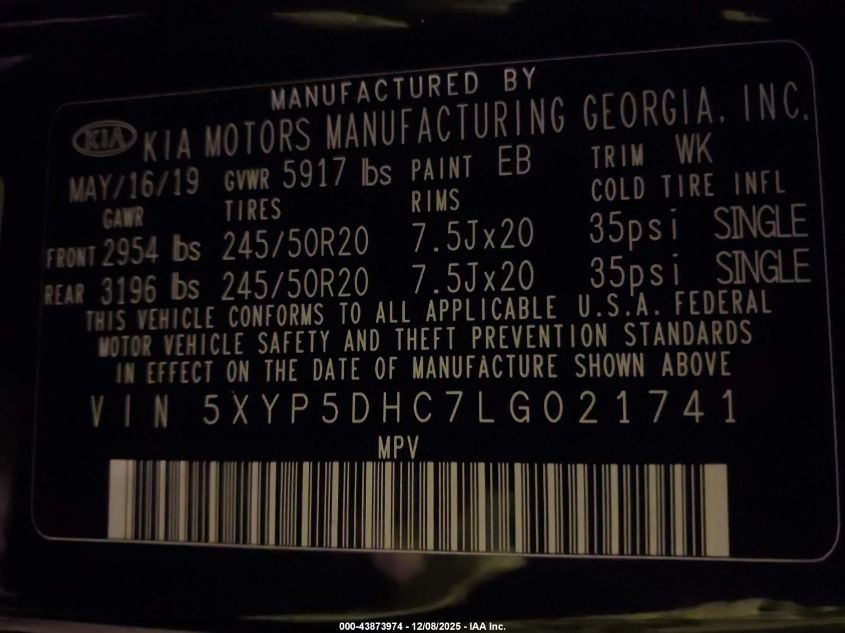 MANUFACTURED BY
KIA KIA MOTORS MANUFACTURING GEORGIA, INC.
MAY/16/19 GVWR 5917 lbs PAINT EB TRIM WK
GAWR TIRES RIMS COLD TIRE INFL
FRONT 2954 lbs 245/50R20 7.5Jx20 35psi SINGLE
REAR 3196 lbs 245/50R20 7.5Jx20 35psi SINGLE
THIS VEHICLE CONFORMS TO ALL APPLICABLE U.S.A. FEDERAL
MOTOR VEHICLE SAFETY AND THEFT PREVENTION STANDARDS
IN EFFECT ON THE DATE OF MANUFACTURE SHOWN ABOVE
VIN 5XYP5DHC7LG021741
MPV
000-43873974 - 12/08/2025 - IAA Inc.